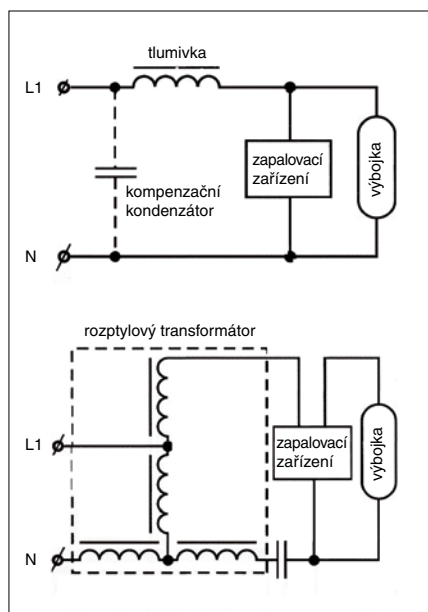 tlumivka
L1
kompenzační
kondenzátor
zapalovací
zařízení
výbojka
N
rozptylový transformátor
L1
zapalovací
zařízení
výbojka
N